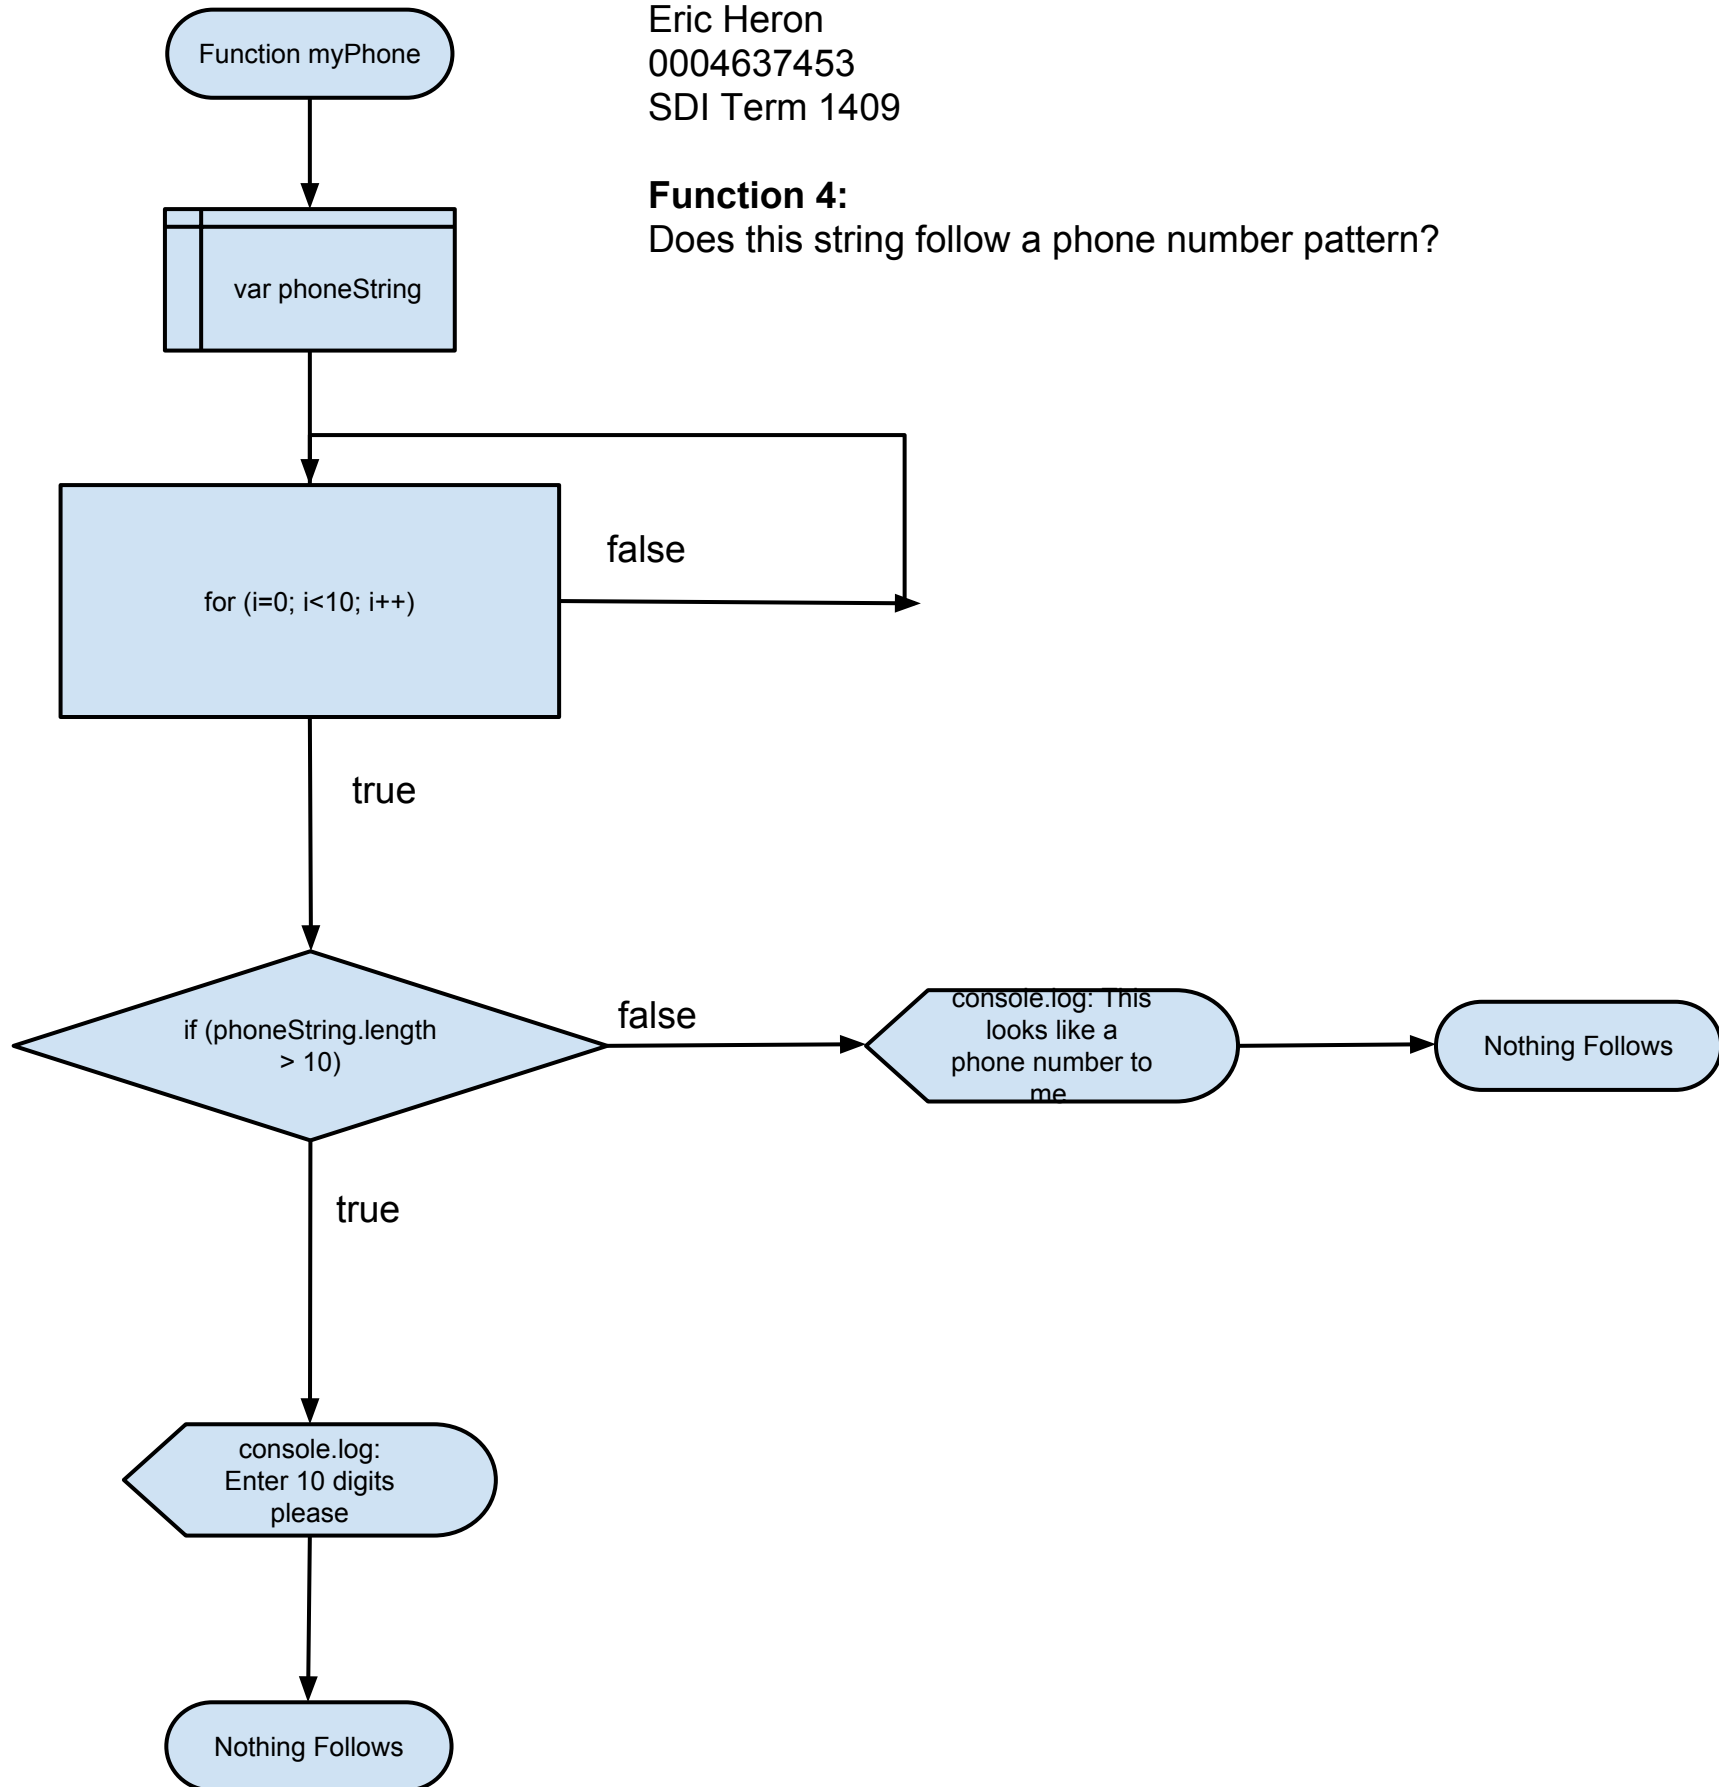 Eric Heron
0004637453
SDI Term 1409
Function 4:
Does this string follow a phone number pattern?
Function myPhone
var phoneString
for (i=0; i<10; i++)
false
true
if (phoneString.length
> 10)
false
console.log: This
looks like a
phone number to
me
Nothing Follows
true
console.log:
Enter 10 digits
please
Nothing Follows